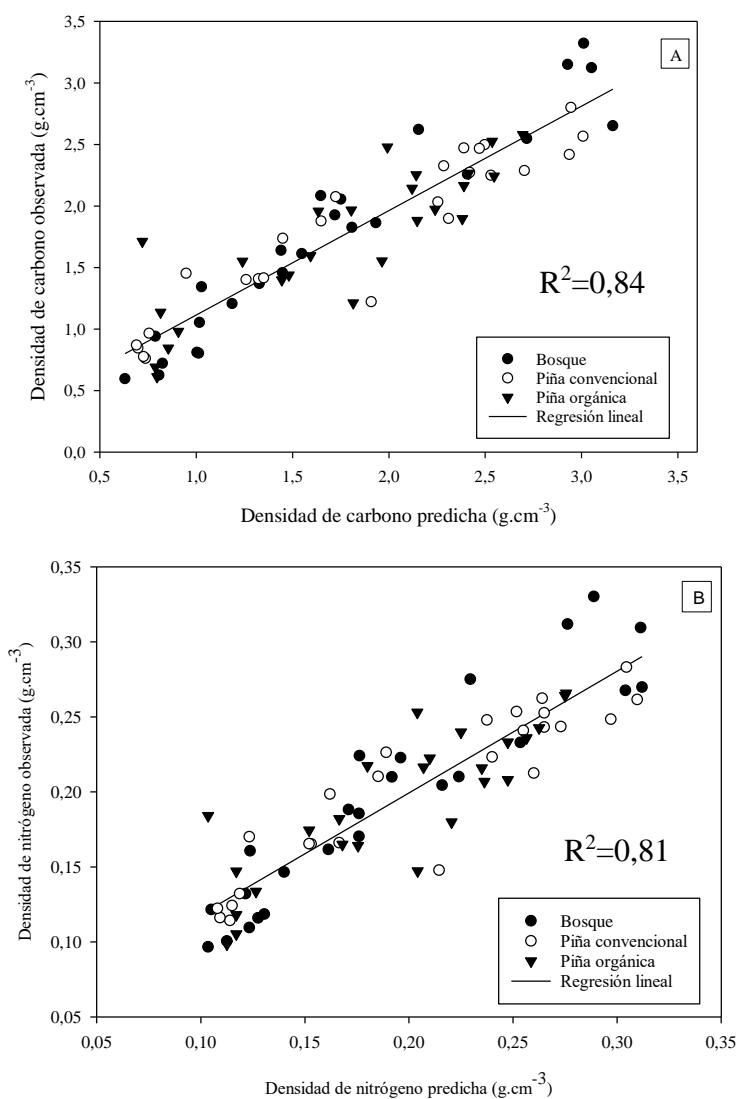 A
Densidad de carbono observada (g.cm⁻³)
3,5
3,0
2,5
2,0
1,5
1,0
0,5
0,0
R²=0,84
Bosque
Piña convencional
Piña orgánica
Regresión lineal
0,5 1,0 1,5 2,0 2,5 3,0 3,5
Densidad de carbono predicha (g.cm⁻³)
B
Densidad de nitrógeno observada (g.cm⁻³)
0,35
0,30
0,25
0,20
0,15
0,10
0,05
R²=0,81
Bosque
Piña convencional
Piña orgánica
Regresión lineal
0,05 0,10 0,15 0,20 0,25 0,30 0,35
Densidad de nitrógeno predicha (g.cm⁻³)